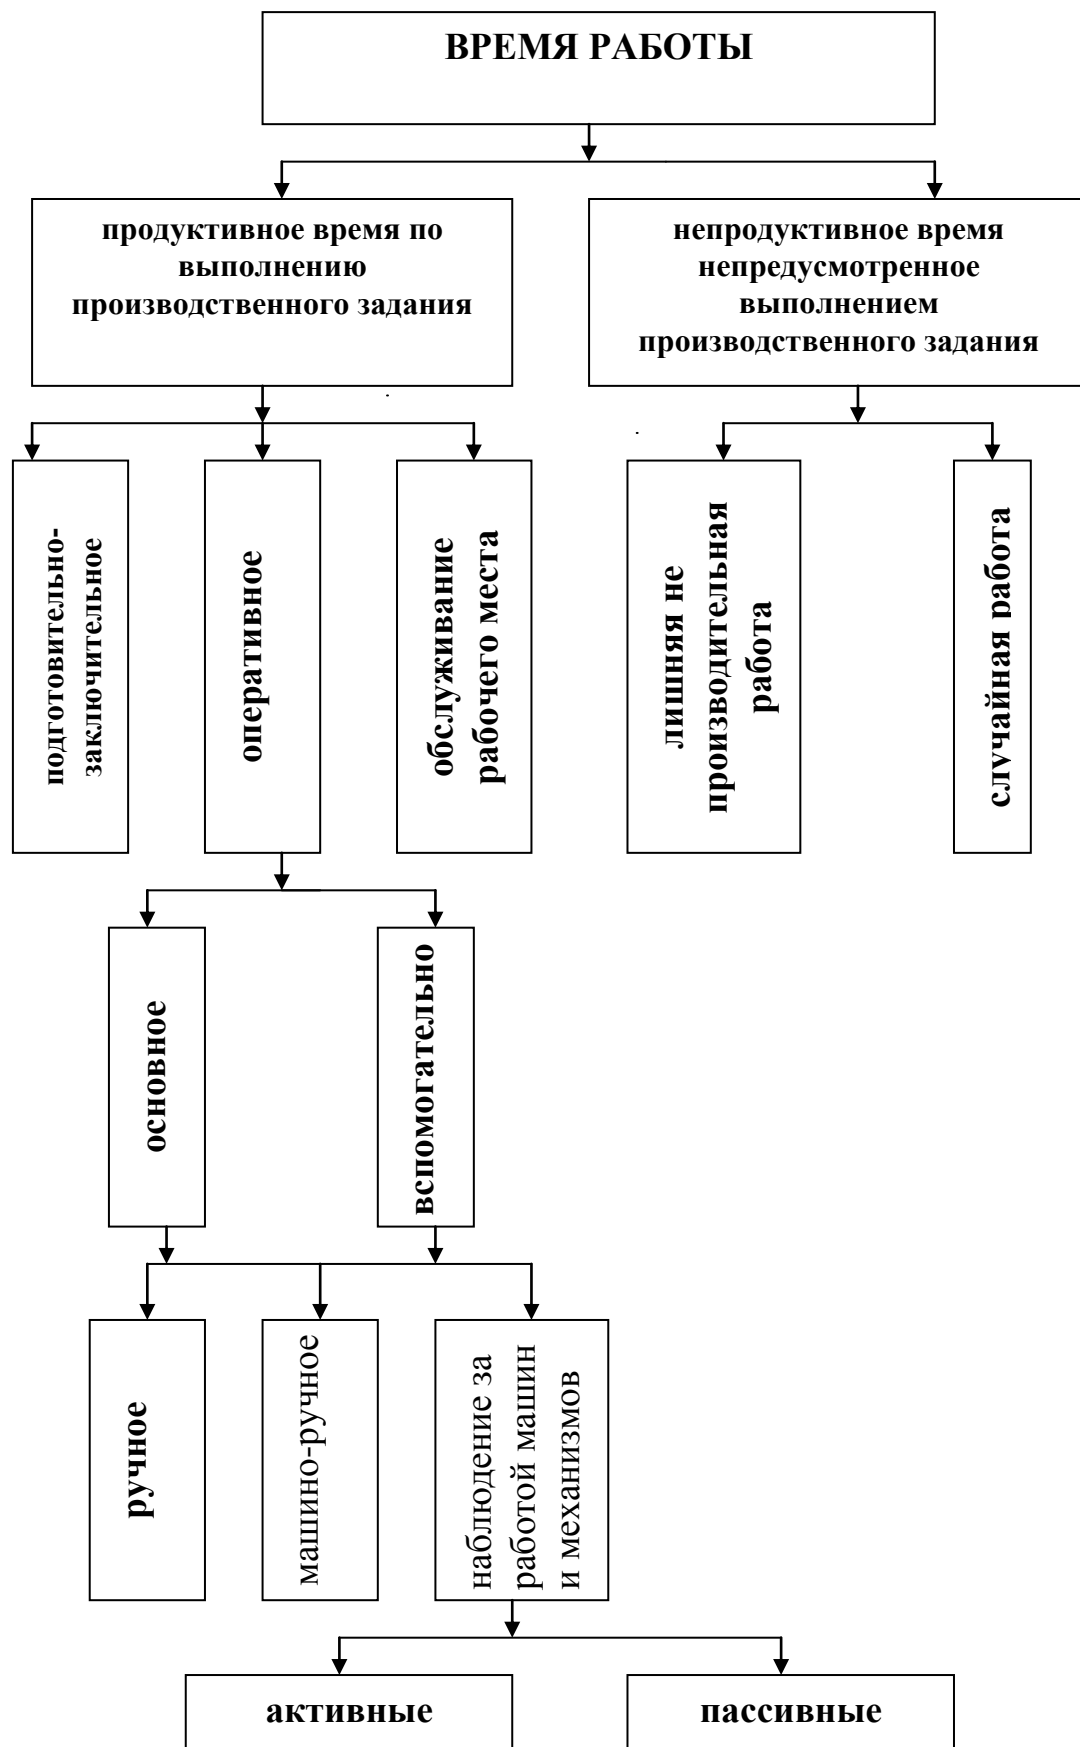 ВРЕМЯ РАБОТЫ
продуктивное время по
выполнению
производственного задания
непродуктивное время
непредусмотренное
выполнением
производственного задания
подготовительно-
заключительное
оперативное
обслуживание
рабочего места
лишняя не
производительная
работа
случайная работа
основное
вспомогательно
ручное
машино-ручное
наблюдение за
работой машин
и механизмов
активные
пассивные